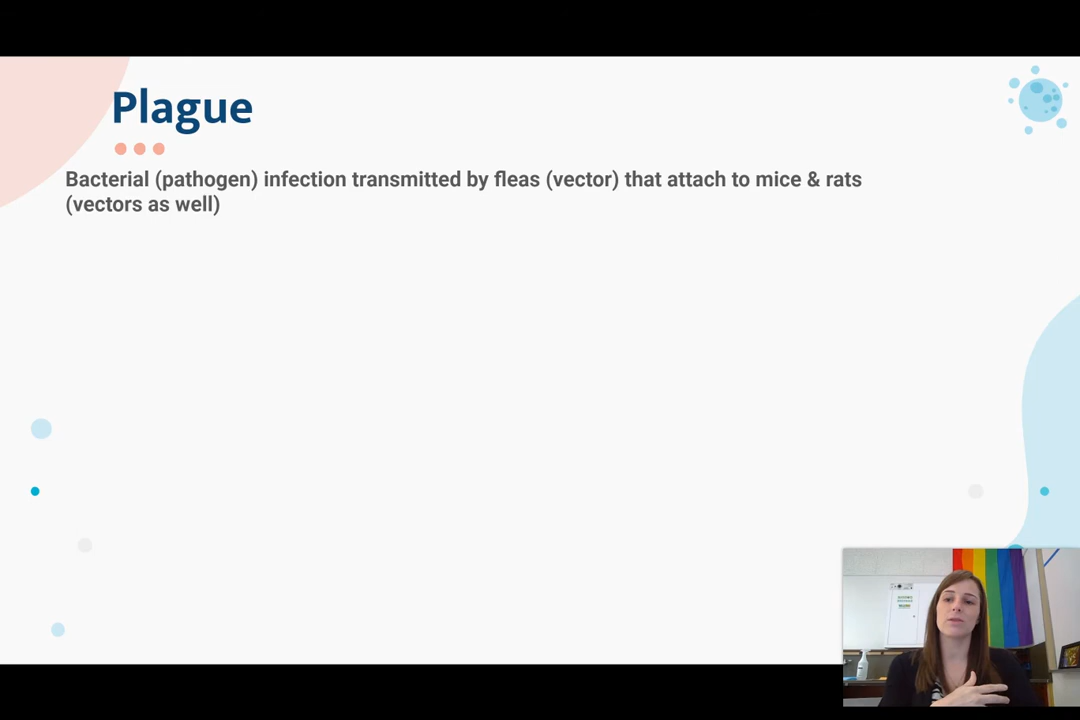 Plague
Bacterial (pathogen) infection transmitted by fleas (vector) that attach to mice & rats
(vectors as well)